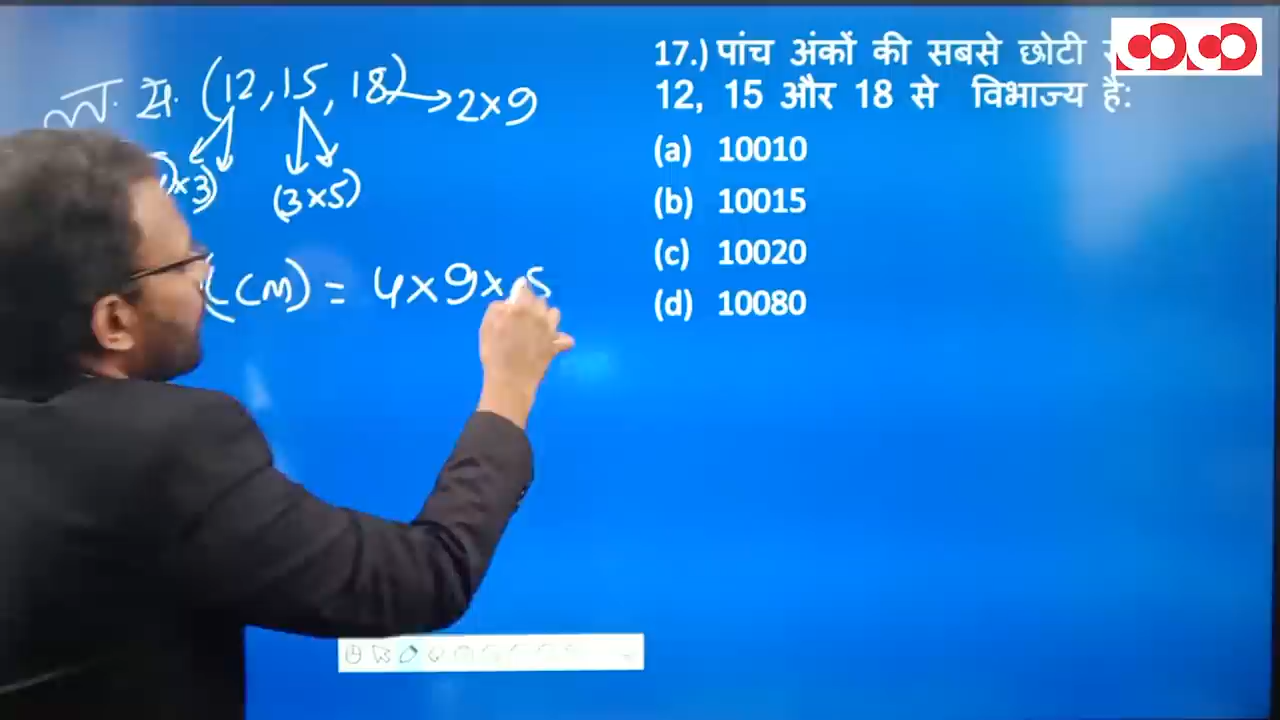 ल. स. (12, 15, 18) → 2×9
×3) (3×5)
(CM) = 4×9×5
17.) पांच अंकों की सबसे छोटी
12, 15 और 18 से विभाज्य है:
(a) 10010
(b) 10015
(c) 10020
(d) 10080